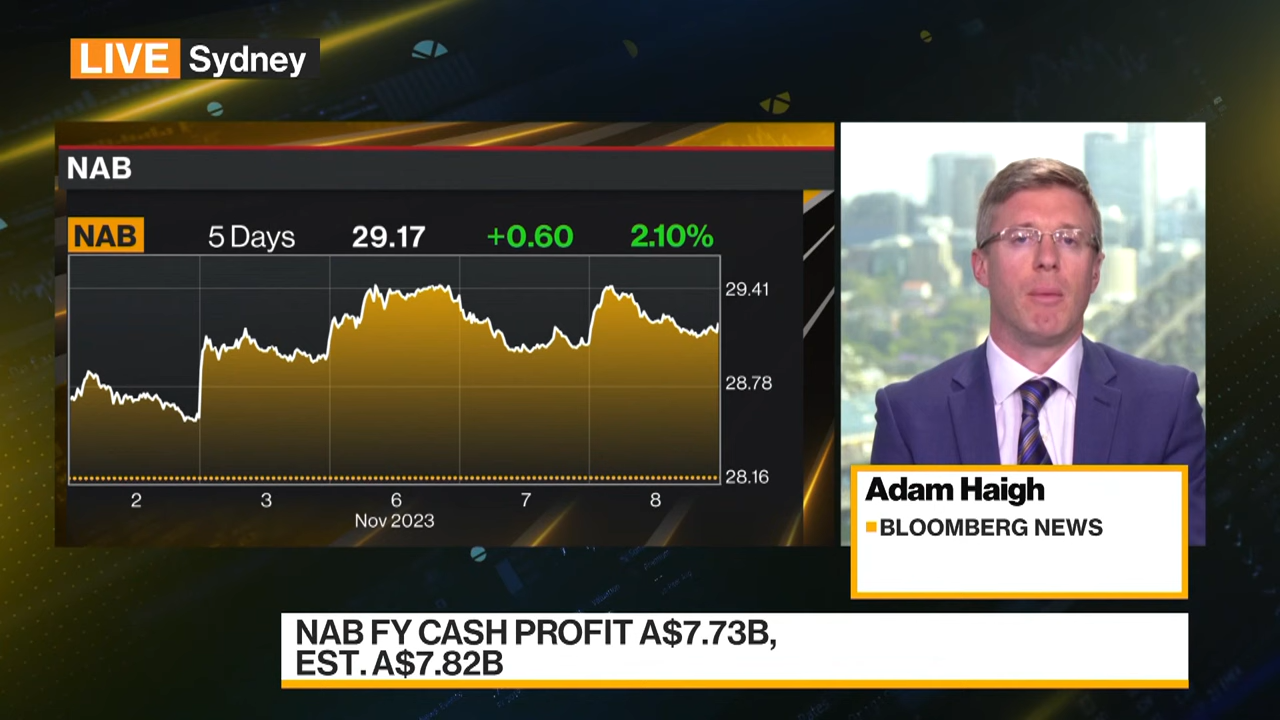 LIVE Sydney
NAB
NAB 5 Days 29.17 +0.60 2.10%
29.41
28.78
28.16
2 3 6 7 8
Nov 2023
Adam Haigh
BLOOMBERG NEWS
NAB FY CASH PROFIT A$7.73B,
EST. A$7.82B